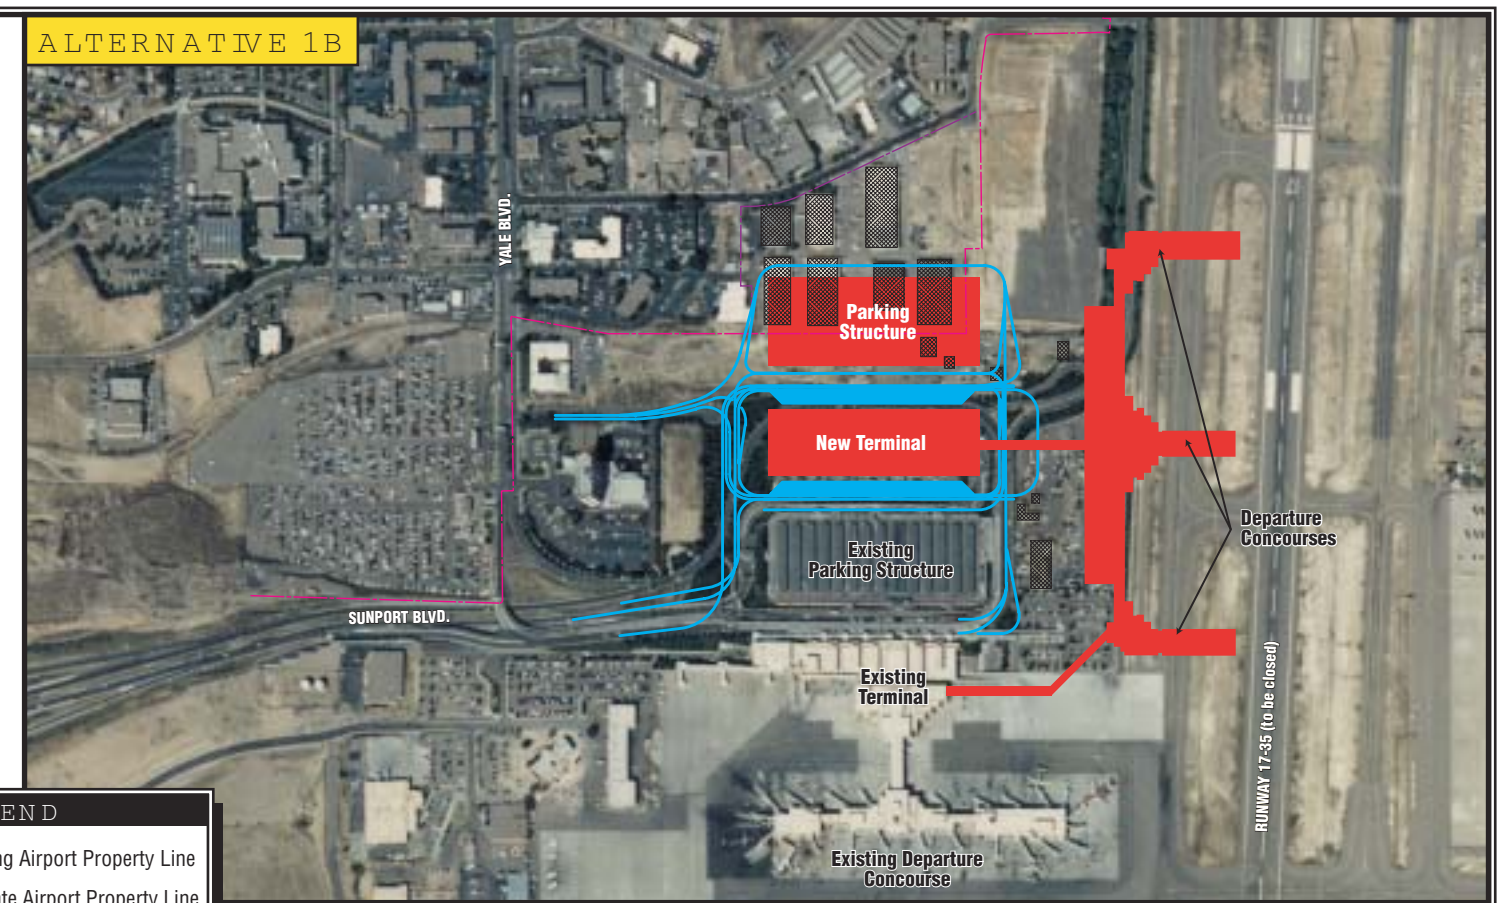 ALTERNATIVE 1B
YALE BLVD.
Parking
Structure
New Terminal
Departure
Concourses
Existing
Parking Structure
SUNPORT BLVD.
Existing
Terminal
RUNWAY 17-35 (to be closed)
Existing Departure
Concourse
END
Airport Property Line
Airport Property Line